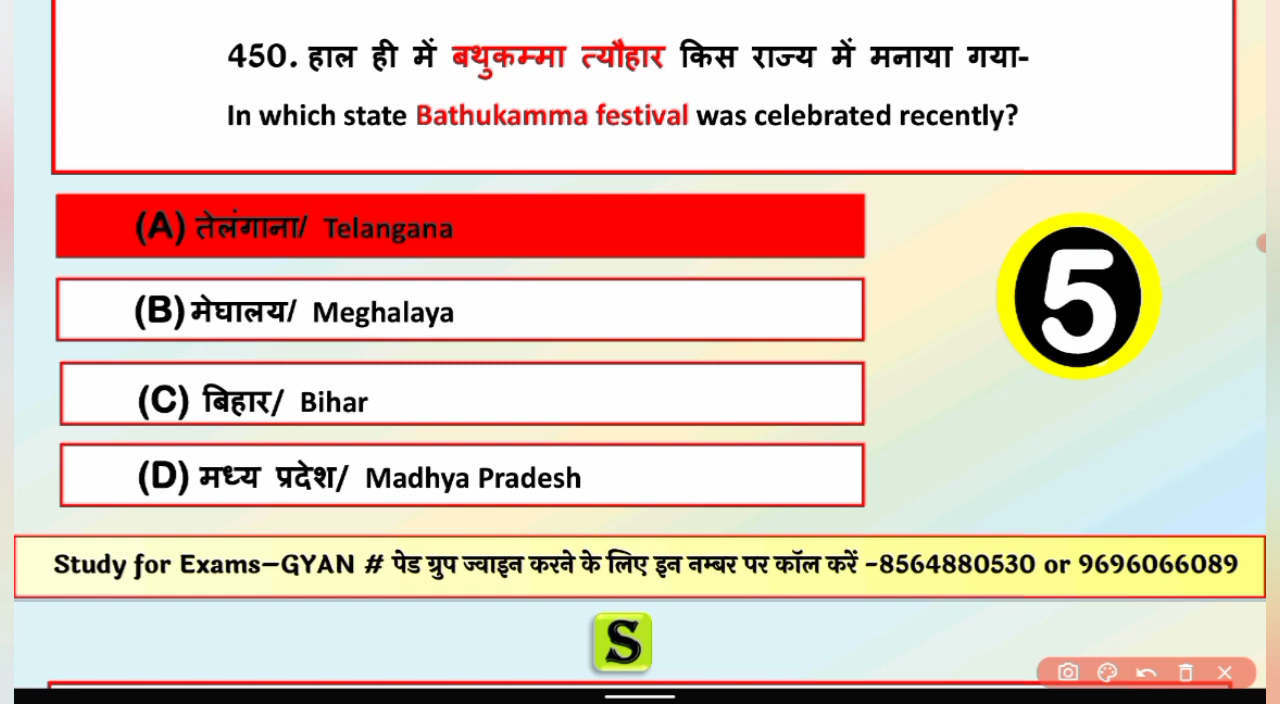 450. हाल ही में बथुकम्मा त्यौहार किस राज्य में मनाया गया-
In which state Bathukamma festival was celebrated recently?
(A) तेलंगाना/ Telangana
(B) मेघालय/ Meghalaya
(C) बिहार/ Bihar
(D) मध्य प्रदेश/ Madhya Pradesh
5
Study for Exams–GYAN # पेड ग्रुप ज्वाइन करने के लिए इन नम्बर पर कॉल करें -8564880530 or 9696066089
S